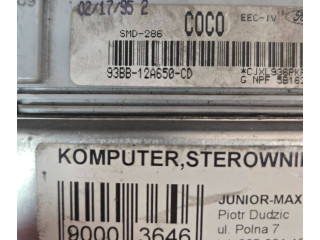 02/17/95 2
COCO
EEC-IV
SMD-286
93BB-12A650-CD
G NPF
KOMPUTER,STEROWNI
JUNIOR-MAX
Piotr Dudzic
ul. Polna 7
9000 3646